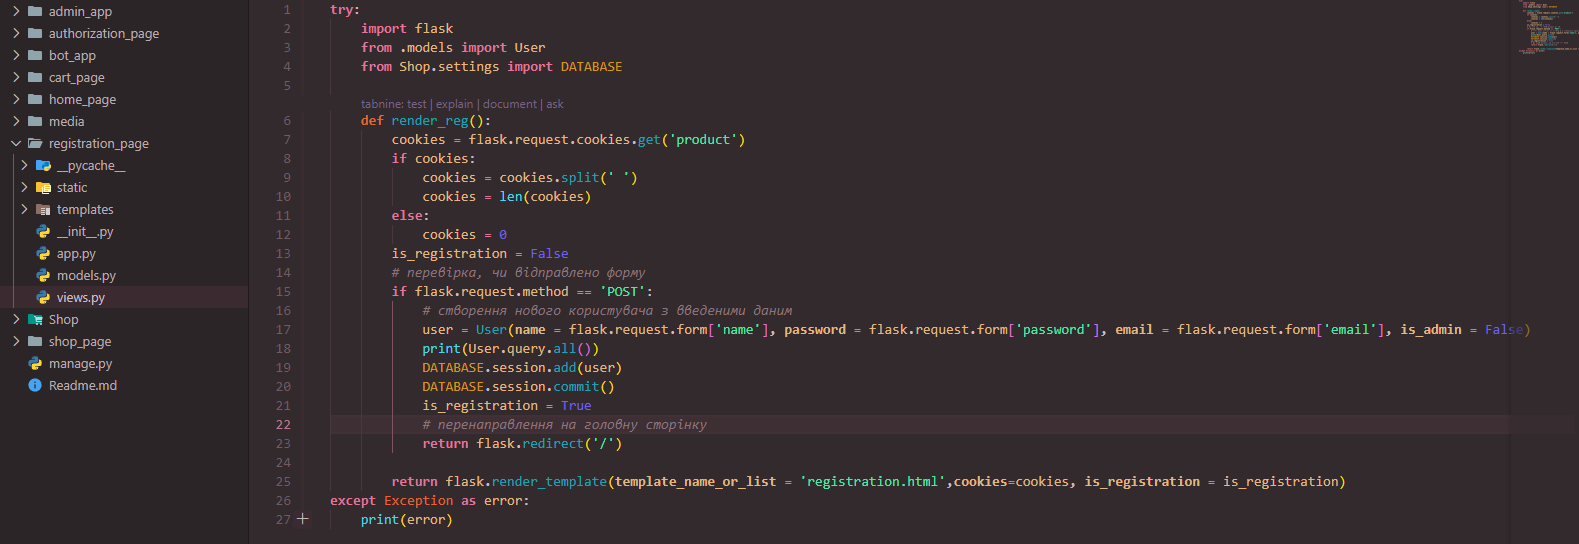 admin_app
authorization_page
bot_app
cart_page
home_page
media
registration_page
__pycache__
static
templates
__init__.py
app.py
models.py
views.py
Shop
shop_page
manage.py
Readme.md
1 try:
2 import flask
3 from .models import User
4 from Shop.settings import DATABASE
5
tabnine: test | explain | document | ask
6 def render_reg():
7 cookies = flask.request.cookies.get('product')
8 if cookies:
9 cookies = cookies.split(' ')
10 cookies = len(cookies)
11 else:
12 cookies = 0
13 is_registration = False
14 # перевірка, чи відправлено форму
15 if flask.request.method == 'POST':
16 # створення нового користувача з введеними даним
17 user = User(name = flask.request.form['name'], password = flask.request.form['password'], email = flask.request.form['email'], is_admin = False)
18 print(User.query.all())
19 DATABASE.session.add(user)
20 DATABASE.session.commit()
21 is_registration = True
22 # перенаправлення на головну сторінку
23 return flask.redirect('/')
24
25 return flask.render_template(template_name_or_list = 'registration.html',cookies=cookies, is_registration = is_registration)
26 except Exception as error:
27 print(error)